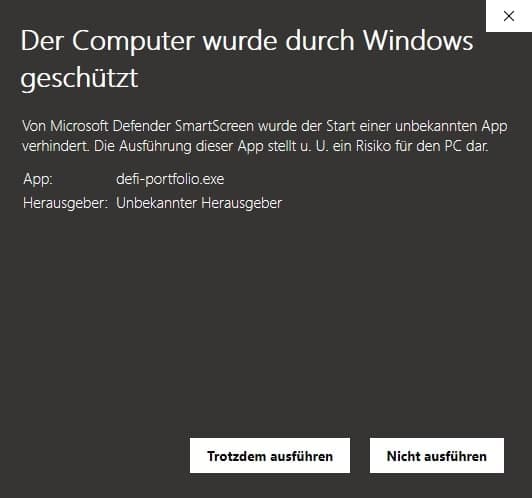 Der Computer wurde durch Windows
geschützt
Von Microsoft Defender SmartScreen wurde der Start einer unbekannten App
verhindert. Die Ausführung dieser App stellt u. U. ein Risiko für den PC dar.
App: defi-portfolio.exe
Herausgeber: Unbekannter Herausgeber
Trotzdem ausführen Nicht ausführen